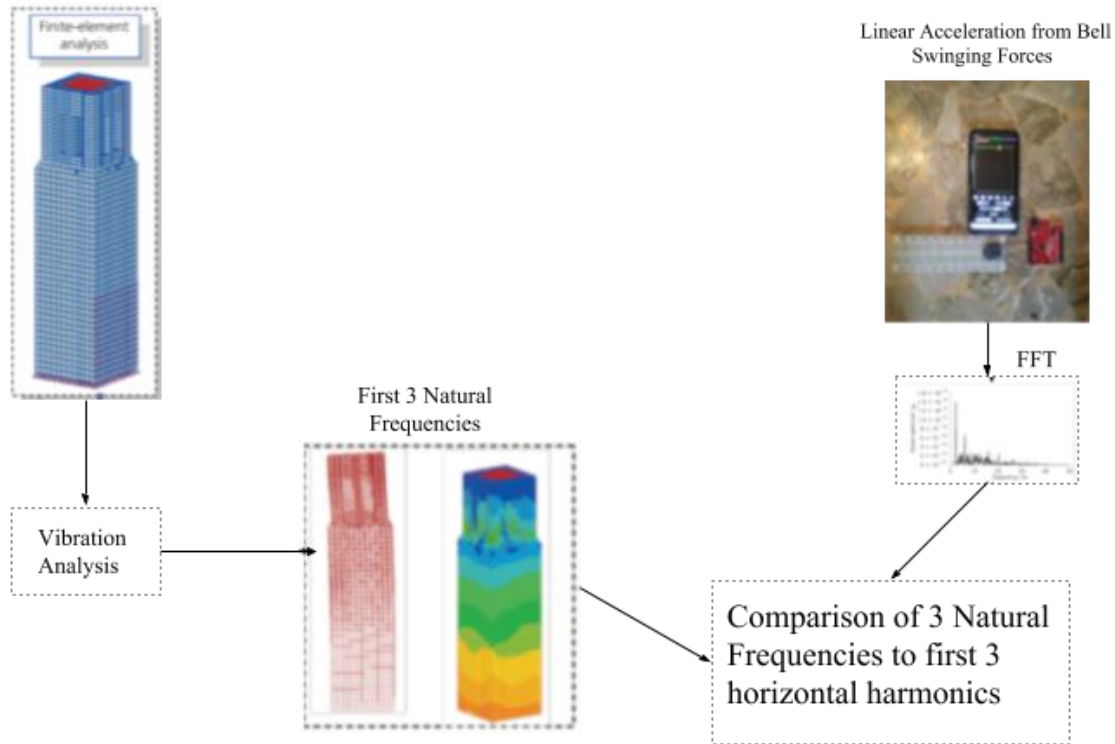 Finite-element
analysis
Linear Acceleration from Bell
Swinging Forces
FFT
First 3 Natural
Frequencies
Vibration
Analysis
Comparison of 3 Natural
Frequencies to first 3
horizontal harmonics